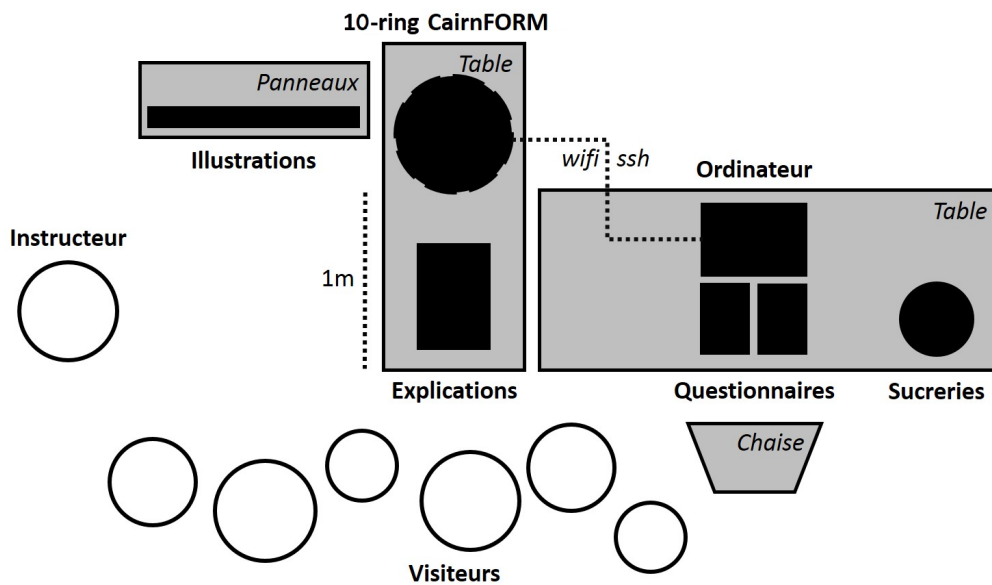 10-ring CairnFORM
Table
Panneaux
Illustrations
wifi ssh
Ordinateur
Table
Instructeur
1m
Explications
Questionnaires
Sucreries
Chaise
Visiteurs